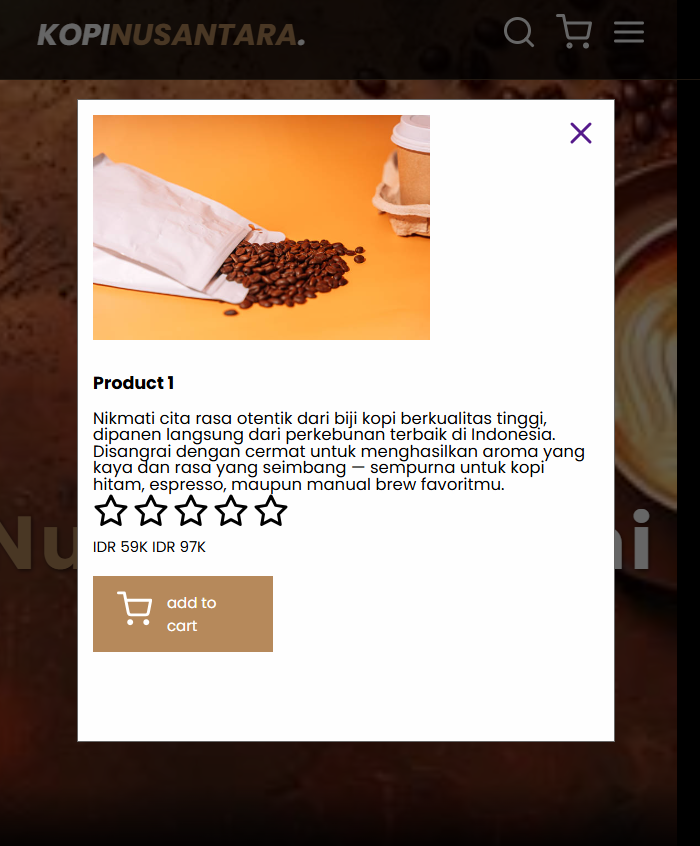 KOPINUSANTARA.
Product 1
Nikmati cita rasa otentik dari biji kopi berkualitas tinggi,
dipanen langsung dari perkebunan terbaik di Indonesia.
Disangrai dengan cermat untuk menghasilkan aroma yang
kaya dan rasa yang seimbang — sempurna untuk kopi
hitam, espresso, maupun manual brew favoritmu.
IDR 59K IDR 97K
add to
cart